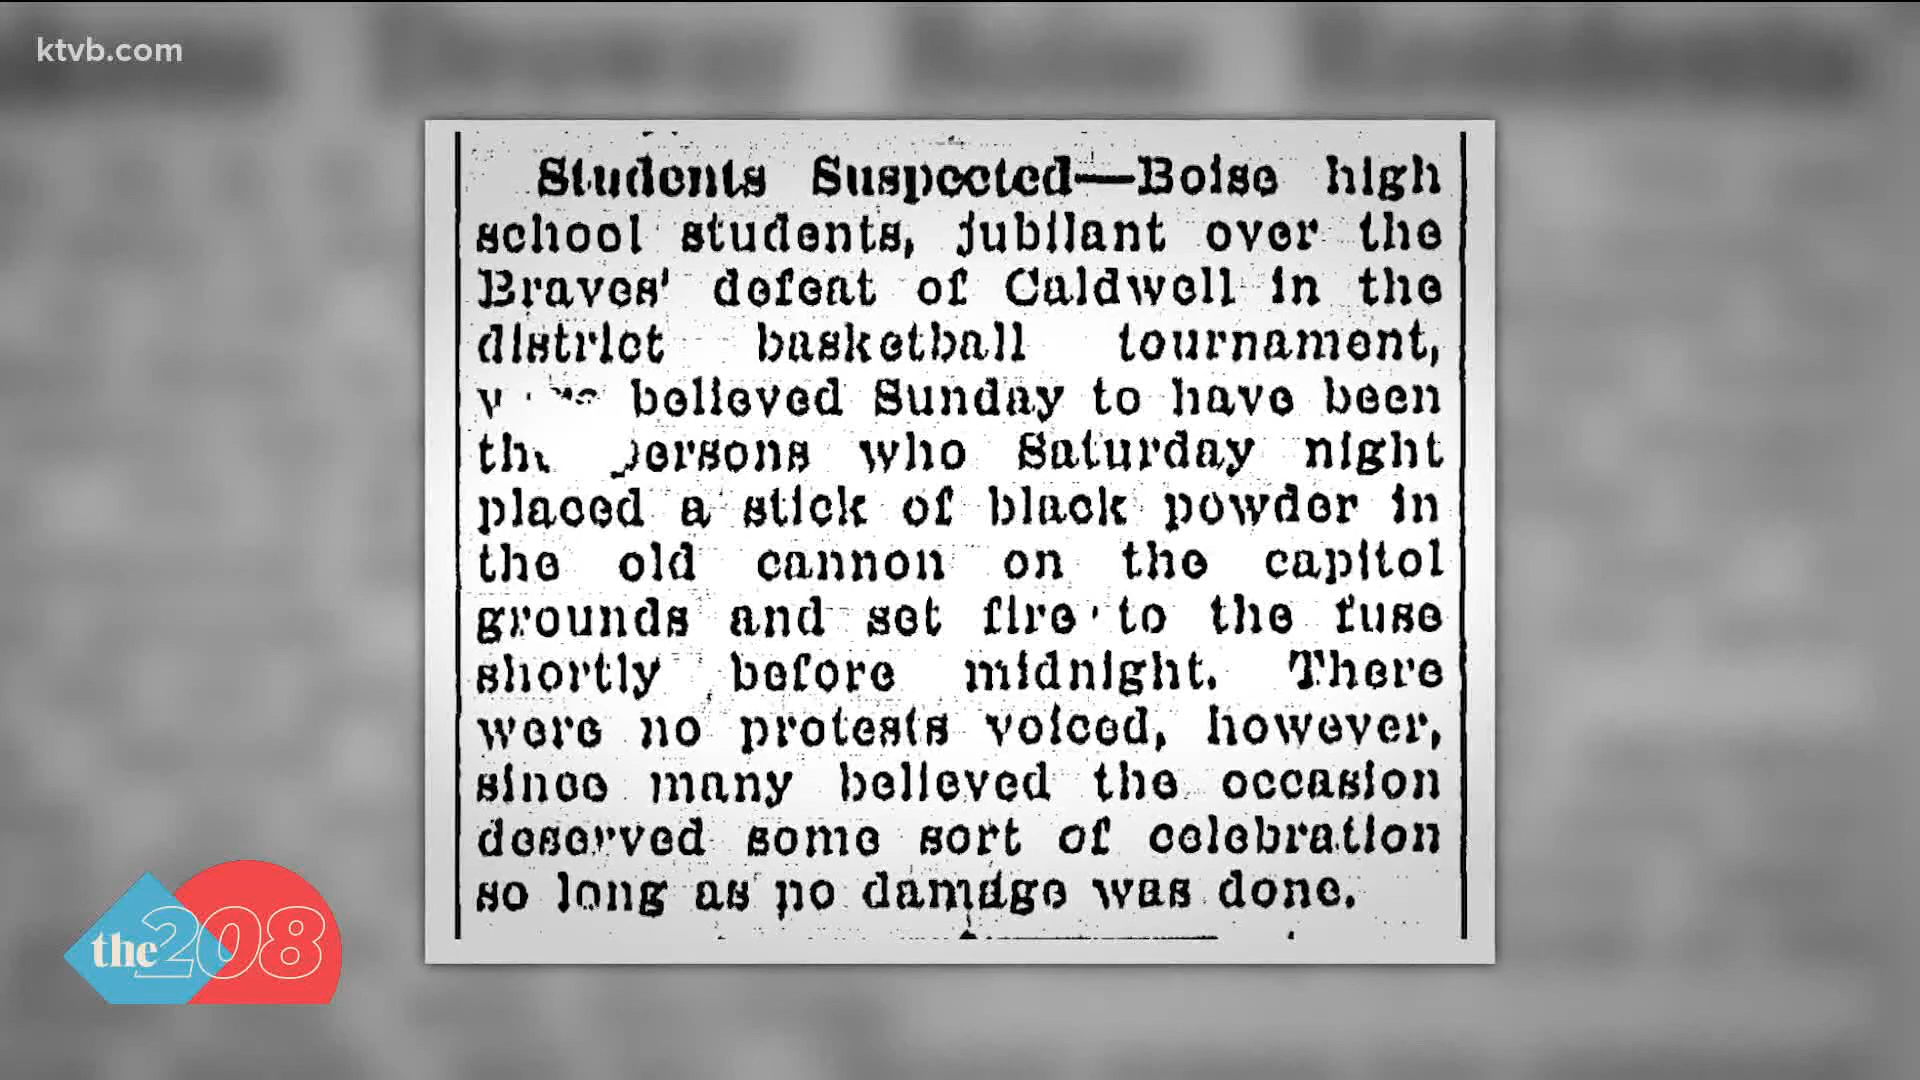 ktvb.com
Students Suspected—Boise high
school students, jubilant over the
Braves' defeat of Caldwell in the
district basketball tournament,
believed Sunday to have been
persons who Saturday night
placed a stick of black powder in
the old cannon on the capitol
grounds and set fire to the fuse
shortly before midnight. There
were no protests voiced, however,
since many believed the occasion
deserved some sort of celebration
so long as no damage was done.
the 208